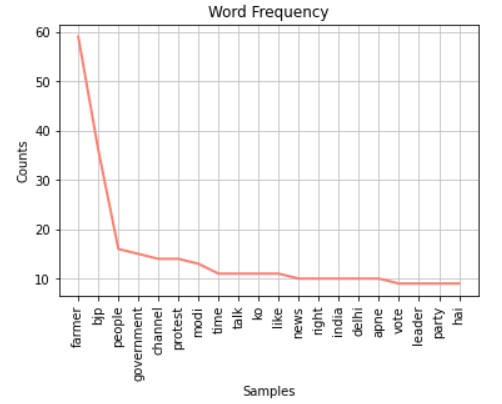 Word Frequency
60
50
40
30
20
10
Counts
farmer
bjp
people
government
channel
protest
modi
time
talk
ko
like
news
right
india
delhi
apne
vote
leader
party
hai
Samples